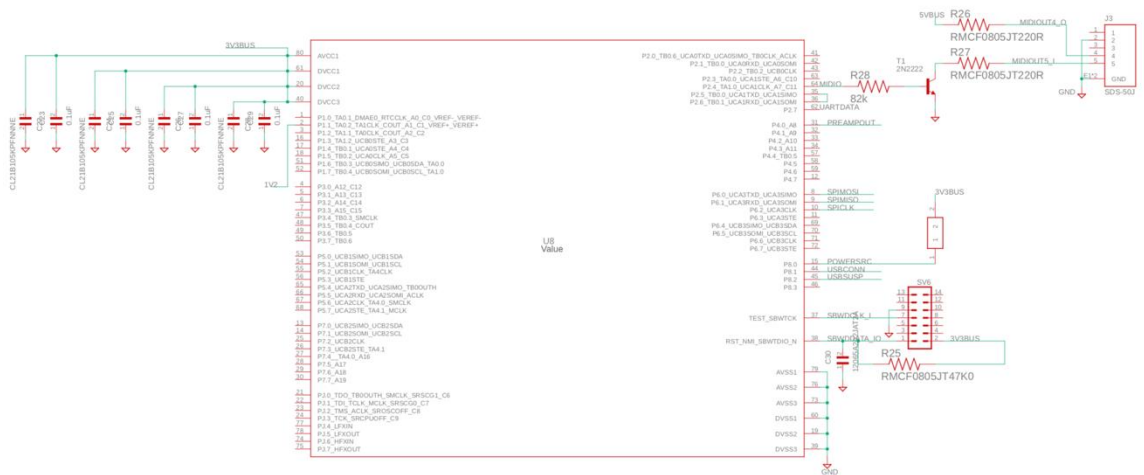 3V3BUS
AVCC1
DVCC1
DVCC2
DVCC3
80
61
20
40
0.1uF
0.1uF
0.1uF
0.1uF
CL21B105KPFNNNE
CL21B105KPFNNNE
CL21B105KPFNNNE
CL21B105KPFNNNE
1V2
P1.0_TA0.1_DMAE0_RTCCLK_A0_C0_VREF-_VEREF-
P1.1_TA0.2_TA1CLK_COUT_A1_C1_VREF+_VEREF+
P1.2_TA1.1_TA0CLK_COUT_A2_C2
P1.3_TA1.2_UCB0STE_A3_C3
P1.4_TB0.1_UCA0STE_A4_C4
P1.5_TB0.2_UCA0CLK_A5_C5
P1.6_TB0.3_UCB0SIMO_UCB0SDA_TA0.0
P1.7_TB0.4_UCB0SOMI_UCB0SCL_TA1.0
P3.0_A12_C12
P3.1_A13_C13
P3.2_A14_C14
P3.3_A15_C15
P3.4_TB0.3_SMCLK
P3.5_TB0.4_COUT
P3.6_TB0.5
P3.7_TB0.6
P5.0_UCB1SIMO_UCB1SDA
P5.1_UCB1SOMI_UCB1SCL
P5.2_UCB1CLK_TA4CLK
P5.3_UCB1STE
P5.4_UCA2TXD_UCA2SIMO_TB0OUTH
P5.5_UCA2RXD_UCA2SOMI_ACLK
P5.6_UCA2CLK_TA4.0_SMCLK
P5.7_UCA2STE_TA4.1_MCLK
P7.0_UCB2SIMO_UCB2SDA
P7.1_UCB2SOMI_UCB2SCL
P7.2_UCB2CLK
P7.3_UCB2STE_TA4.1
P7.4__TA4.0_A16
P7.5_A17
P7.6_A18
P7.7_A19
PJ.0_TDO_TB0OUTH_SMCLK_SRSCG1_C6
PJ.1_TDI_TCLK_MCLK_SRSCG0_C7
PJ.2_TMS_ACLK_SROSCOFF_C8
PJ.3_TCK_SRCPUOFF_C9
PJ.4_LFXIN
PJ.5_LFXOUT
PJ.6_HFXIN
PJ.7_HFXOUT
U8
Value
P2.0_TB0.6_UCA0TXD_UCA0SIMO_TB0CLK_ACLK
P2.1_TB0.0_UCA0RXD_UCA0SOMI
P2.2_TB0.2_UCB0CLK
P2.3_TA0.0_UCA1STE_A6_C10
P2.4_TA1.0_UCA1CLK_A7_C11
P2.5_TB0.0_UCA1TXD_UCA1SIMO
P2.6_TB0.1_UCA1RXD_UCA1SOMI
P2.7
P4.0_A8
P4.1_A9
P4.2_A10
P4.3_A11
P4.4_TB0.5
P4.5
P4.6
P4.7
P6.0_UCA3TXD_UCA3SIMO
P6.1_UCA3RXD_UCA3SOMI
P6.2_UCA3CLK
P6.3_UCA3STE
P6.4_UCB3SIMO_UCB3SDA
P6.5_UCB3SOMI_UCB3SCL
P6.6_UCB3CLK
P6.7_UCB3STE
P8.0
P8.1
P8.2
P8.3
TEST_SBWTCK
RST_NMI_SBWTDIO_N
AVSS1
AVSS2
AVSS3
DVSS1
DVSS2
DVSS3
MIDIO
UARTDATA
PREAMPOUT
SPIMOSI
SPIMISO
SPICLK
POWERSRC
USBCONN
USBSUSP
R28
82k
T1
2N2222
5VBUS
R26
RMCF0805JT220R
MIDIOUT4_O
R27
RMCF0805JT220R
J3
1
2
3
4
5
GND
SDS-50J
GND
3V3BUS
SV6
3V3BUS
C30
R25
RMCF0805JT47K0
GND